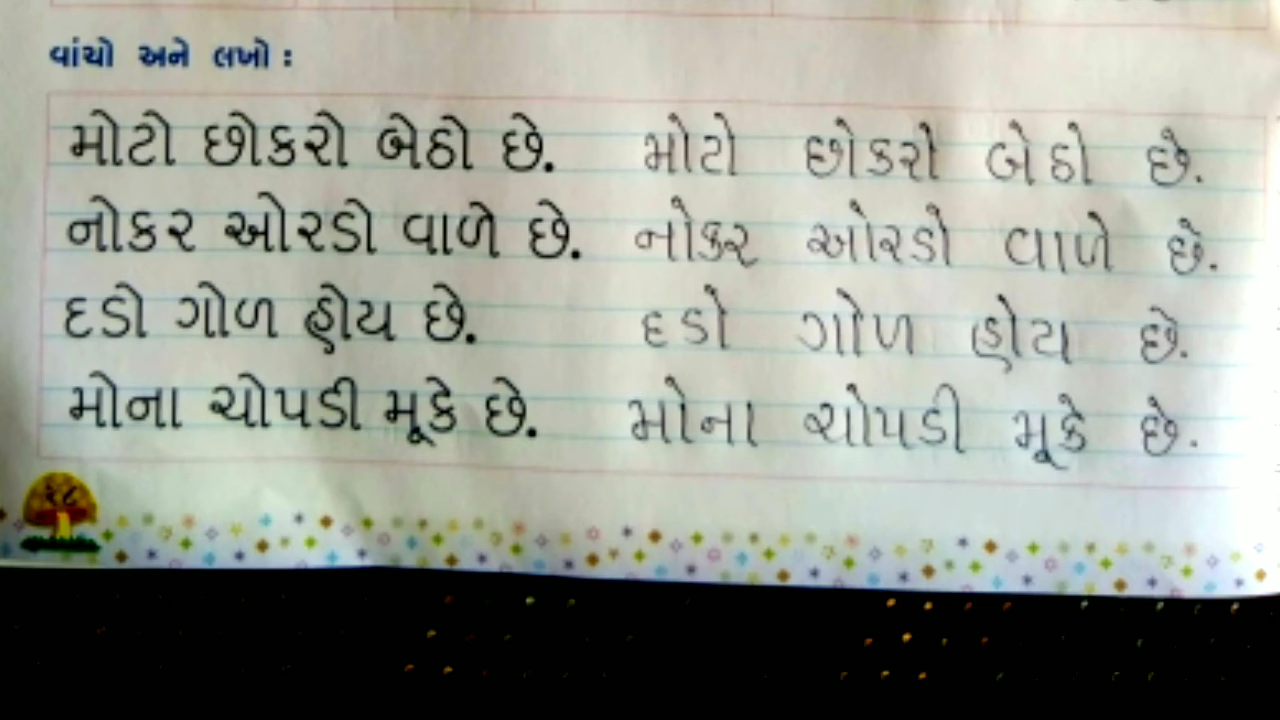 વાંચો અને લખો :
મોટો છોકરો બેઠો છે. મોટો છોકરો બેઠો છે.
નોકર ઓરડો વાળે છે. નોકર ઓરડો વાળે છે.
દડો ગોળ હોય છે. દડો ગોળ હોય છે.
મોના ચોપડી મૂકે છે. મોના ચોપડી મૂકે છે.